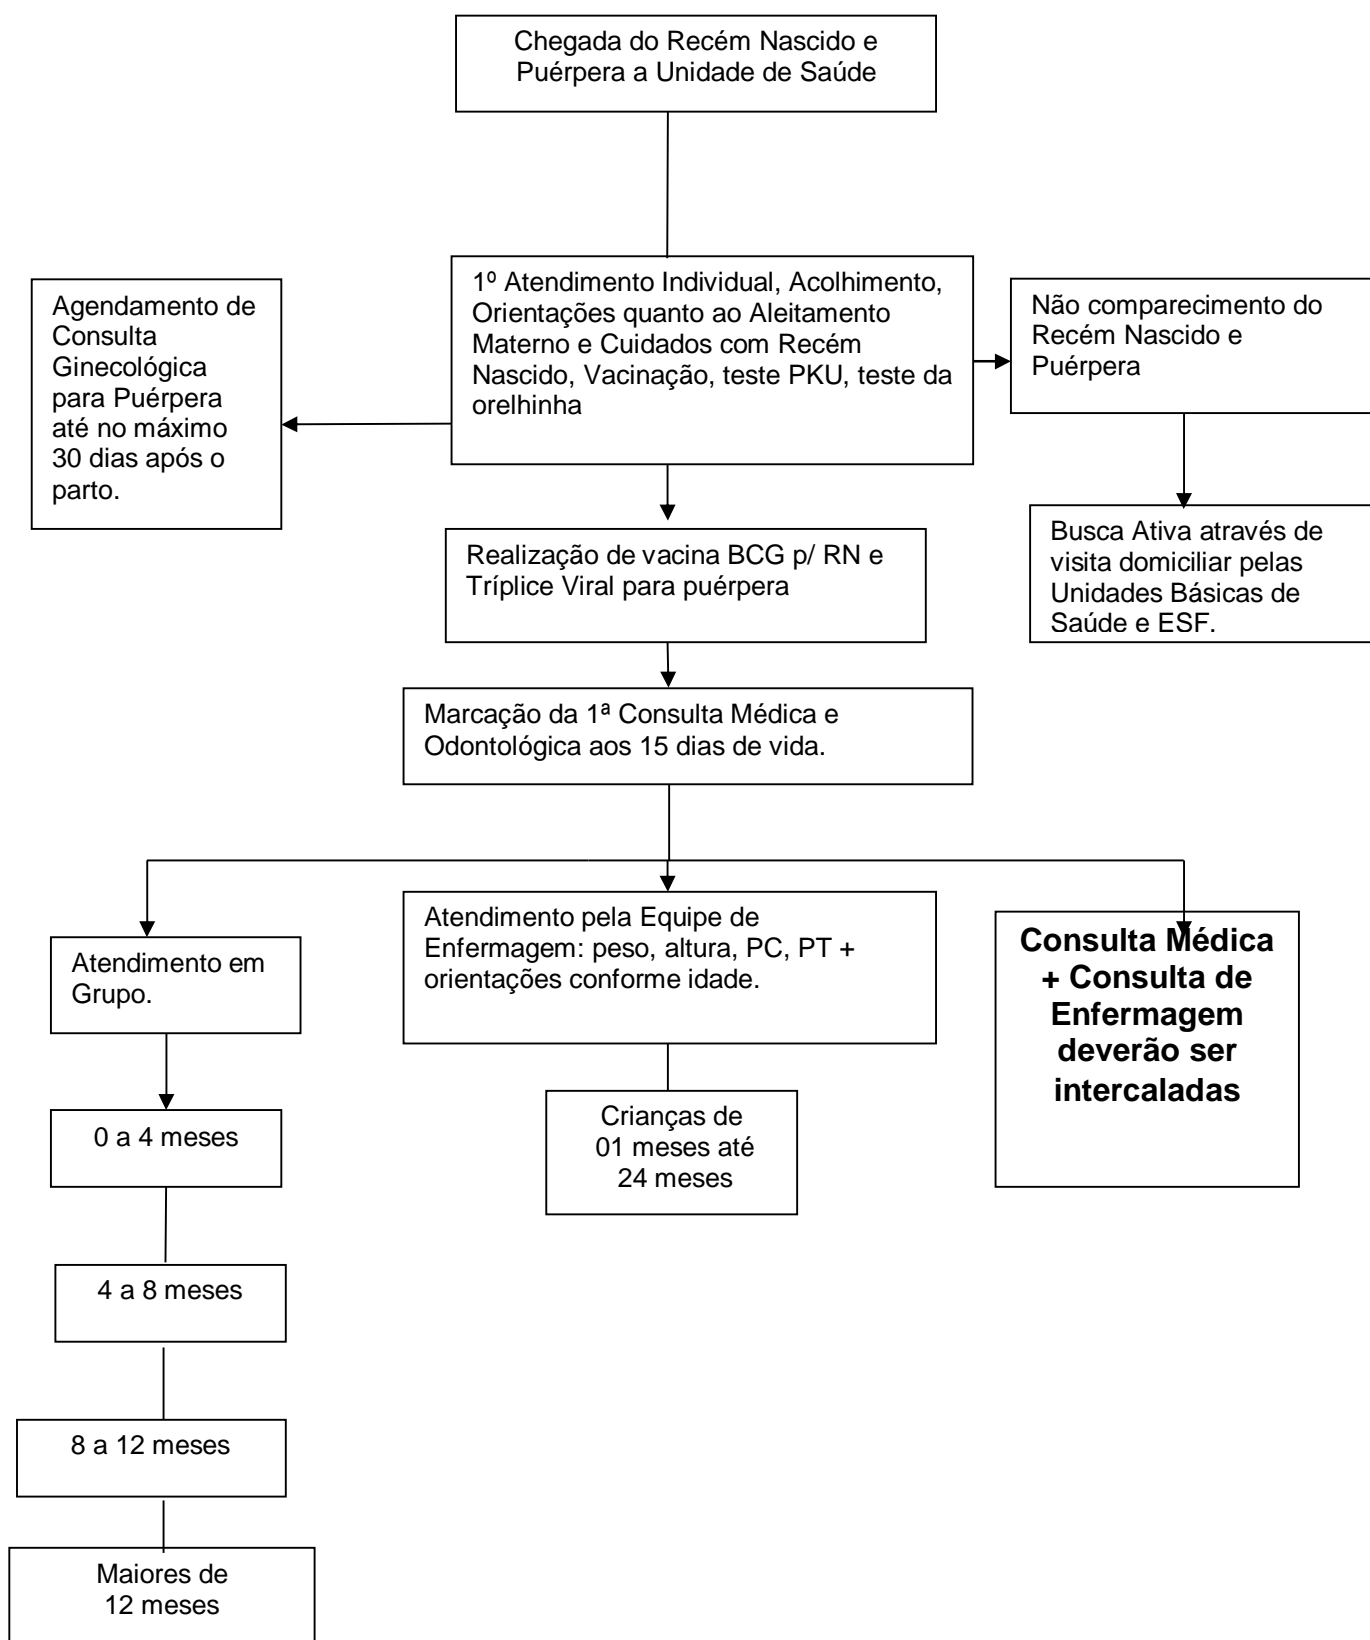 Chegada do Recém Nascido e
Puérpera a Unidade de Saúde
Agendamento de
Consulta
Ginecológica
para Puérpera
até no máximo
30 dias após o
parto.
1º Atendimento Individual, Acolhimento,
Orientações quanto ao Aleitamento
Materno e Cuidados com Recém
Nascido, Vacinação, teste PKU, teste da
orelhinha
Não comparecimento do
Recém Nascido e
Puérpera
Busca Ativa através de
visita domiciliar pelas
Unidades Básicas de
Saúde e ESF.
Realização de vacina BCG p/ RN e
Tríplice Viral para puérpera
Marcação da 1ª Consulta Médica e
Odontológica aos 15 dias de vida.
Atendimento em
Grupo.
Atendimento pela Equipe de
Enfermagem: peso, altura, PC, PT +
orientações conforme idade.
Consulta Médica
+ Consulta de
Enfermagem
deverão ser
intercaladas
0 a 4 meses
Crianças de
01 meses até
24 meses
4 a 8 meses
8 a 12 meses
Maiores de
12 meses